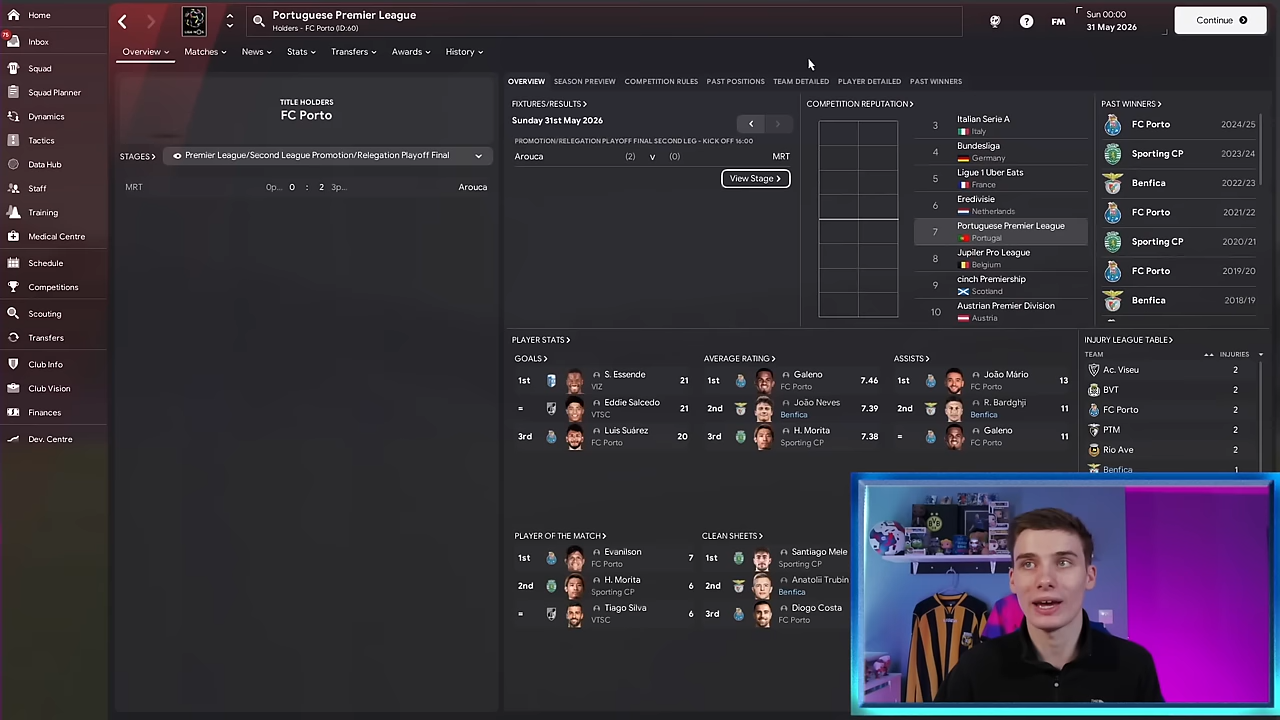 Portuguese Premier League
Holders - FC Porto (ID:60)
FM
Sun 00:00
31 May 2026
Continue
Home
75
Inbox
Squad
Squad Planner
Dynamics
Tactics
Data Hub
Staff
Training
Medical Centre
Schedule
Competitions
Scouting
Transfers
Club Info
Club Vision
Finances
Dev. Centre
Overview
Matches
News
Stats
Transfers
Awards
History
OVERVIEW
SEASON PREVIEW
COMPETITION RULES
PAST POSITIONS
TEAM DETAILED
PLAYER DETAILED
PAST WINNERS
TITLE HOLDERS
FC Porto
STAGES
Premier League/Second League Promotion/Relegation Playoff Final
MRT 0p... 0 : 2 3p... Arouca
FIXTURES/RESULTS
Sunday 31st May 2026
PROMOTION/RELEGATION PLAYOFF FINAL SECOND LEG - KICK OFF 16:00
Arouca (2) v (0) MRT
View Stage
COMPETITION REPUTATION
3 Italian Serie A
Italy
4 Bundesliga
Germany
5 Ligue 1 Uber Eats
France
6 Eredivisie
Netherlands
7 Portuguese Premier League
Portugal
8 Jupiler Pro League
Belgium
9 cinch Premiership
Scotland
10 Austrian Premier Division
Austria
PAST WINNERS
FC Porto 2024/25
Sporting CP 2023/24
Benfica 2022/23
FC Porto 2021/22
Sporting CP 2020/21
FC Porto 2019/20
Benfica 2018/19
PLAYER STATS
GOALS
1st S. Essende 21
VIZ
= Eddie Salcedo 21
VTSC
3rd Luis Suárez 20
FC Porto
AVERAGE RATING
1st Galeno 7.46
FC Porto
2nd João Neves 7.39
Benfica
3rd H. Morita 7.38
Sporting CP
ASSISTS
1st João Mário 13
FC Porto
2nd R. Bardghji 11
Benfica
= Galeno 11
FC Porto
INJURY LEAGUE TABLE
TEAM INJURIES
Ac. Viseu 2
BVT 2
FC Porto 2
PTM 2
Rio Ave 2
Benfica 1
PLAYER OF THE MATCH
1st Evanilson 7
FC Porto
2nd H. Morita 6
Sporting CP
= Tiago Silva 6
VTSC
CLEAN SHEETS
1st Santiago Mele
Sporting CP
2nd Anatolii Trubin
Benfica
3rd Diogo Costa
FC Porto